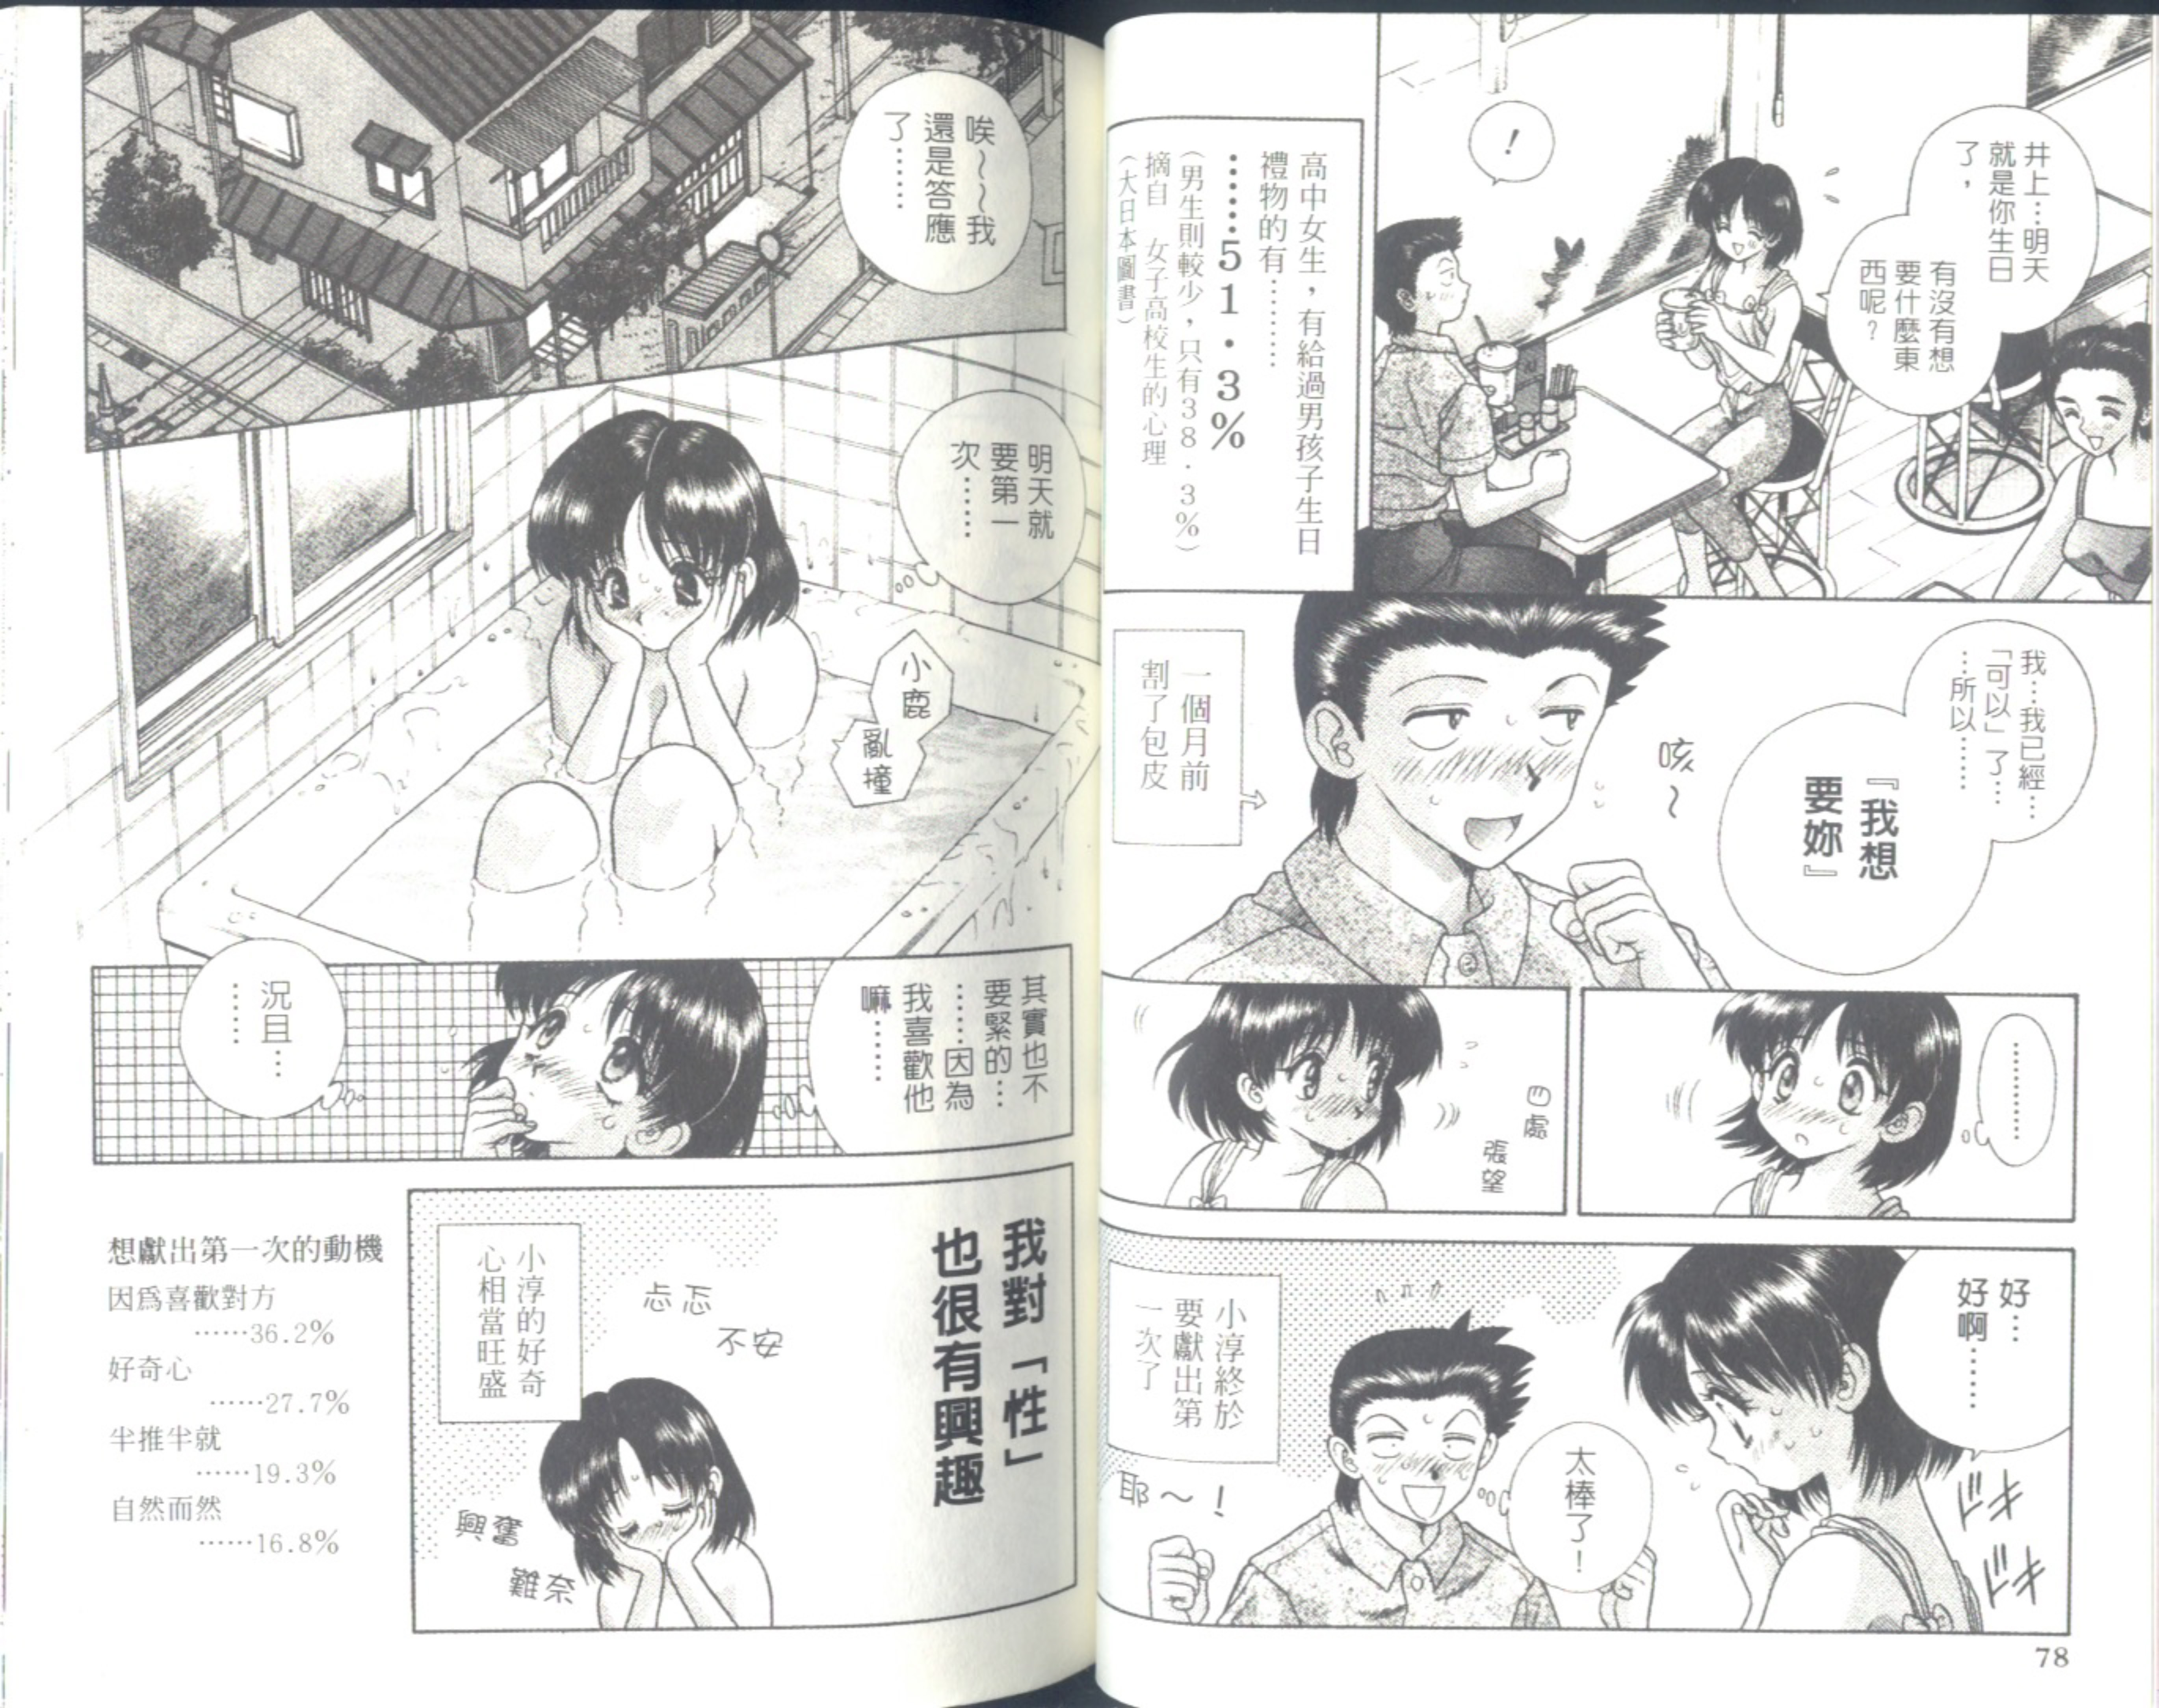 井上…明天
就是你生日
了，
有沒有想
要什麼東
西呢？
！
高中女生，有給過男孩子生日
禮物的有…………
……51．3%
（男生則較少，只有38．3%）
摘自　女子高校生的心理
（大日本圖書）
我…我已經…
「可以」了…
…所以……
『我想
要妳』
咳～
一個月前
割了包皮
…………
四處
張望
好…
好啊………
ドキ
ドキ
太棒了！
小淳終於
要獻出第
一次了
耶～！
78
唉～～我
還是答應
了……
明天就
要第一
次……
小鹿
亂撞
其實也不
要緊的…
……因為
我喜歡他
嘛……
況且…
……
我對「性」
也很有興趣
小淳的好奇
心相當旺盛
忐忑
不安
興奮
難奈
想獻出第一次的動機
因爲喜歡對方
……36.2%
好奇心
……27.7%
半推半就
……19.3%
自然而然
……16.8%